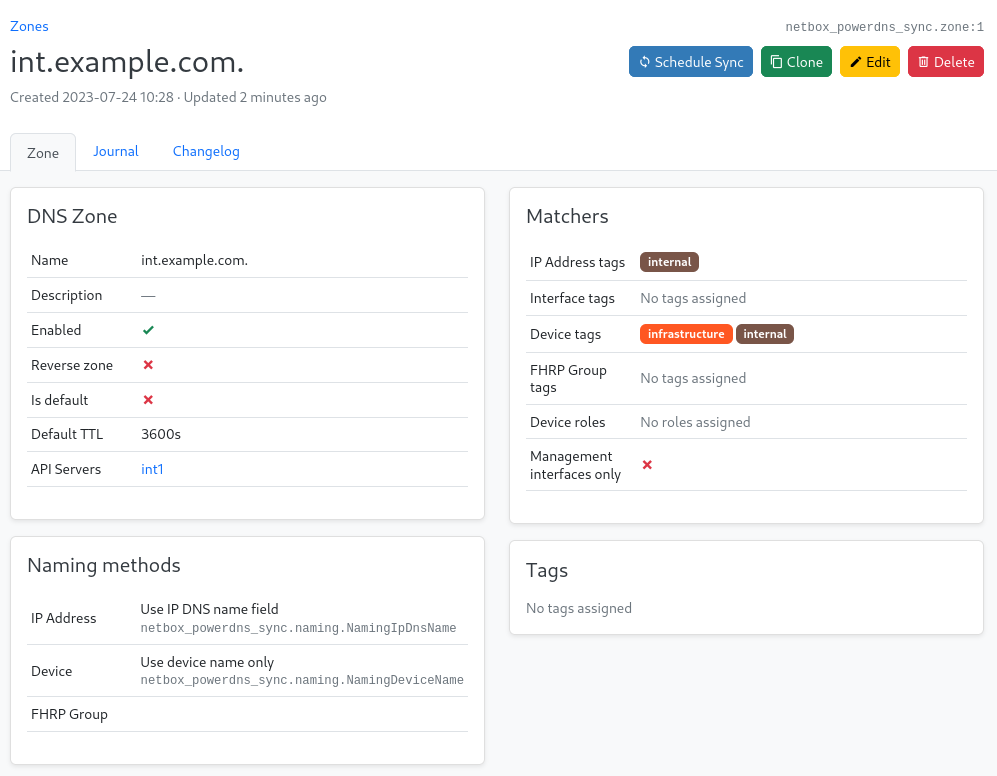 Zones
netbox_powerdns_sync.zone:1
int.example.com.
Schedule Sync
Clone
Edit
Delete
Created 2023-07-24 10:28 · Updated 2 minutes ago
Zone
Journal
Changelog
DNS Zone
Name int.example.com.
Description —
Enabled
Reverse zone
Is default
Default TTL 3600s
API Servers int1
Naming methods
IP Address
Use IP DNS name field
netbox_powerdns_sync.naming.NamingIpDnsName
Device
Use device name only
netbox_powerdns_sync.naming.NamingDeviceName
FHRP Group
Matchers
IP Address tags internal
Interface tags No tags assigned
Device tags infrastructure internal
FHRP Group
tags
No tags assigned
Device roles No roles assigned
Management
interfaces only
Tags
No tags assigned